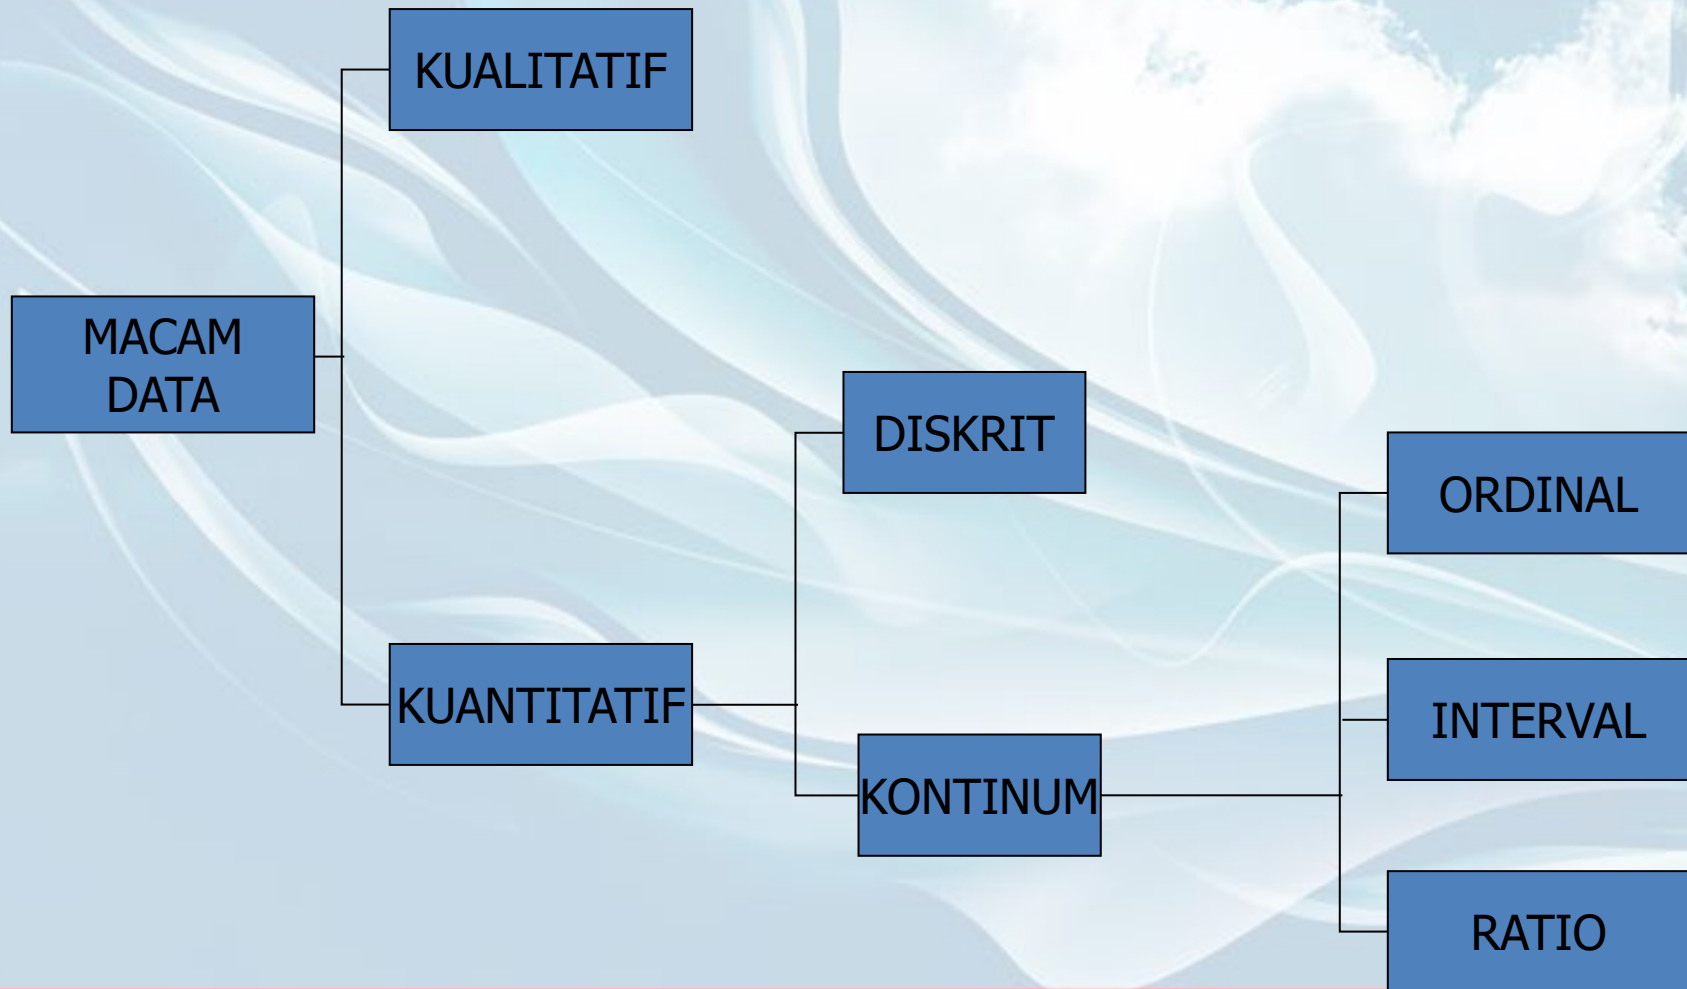 KUALITATIF
MACAM
DATA
DISKRIT
ORDINAL
KUANTITATIF
INTERVAL
KONTINUM
RATIO